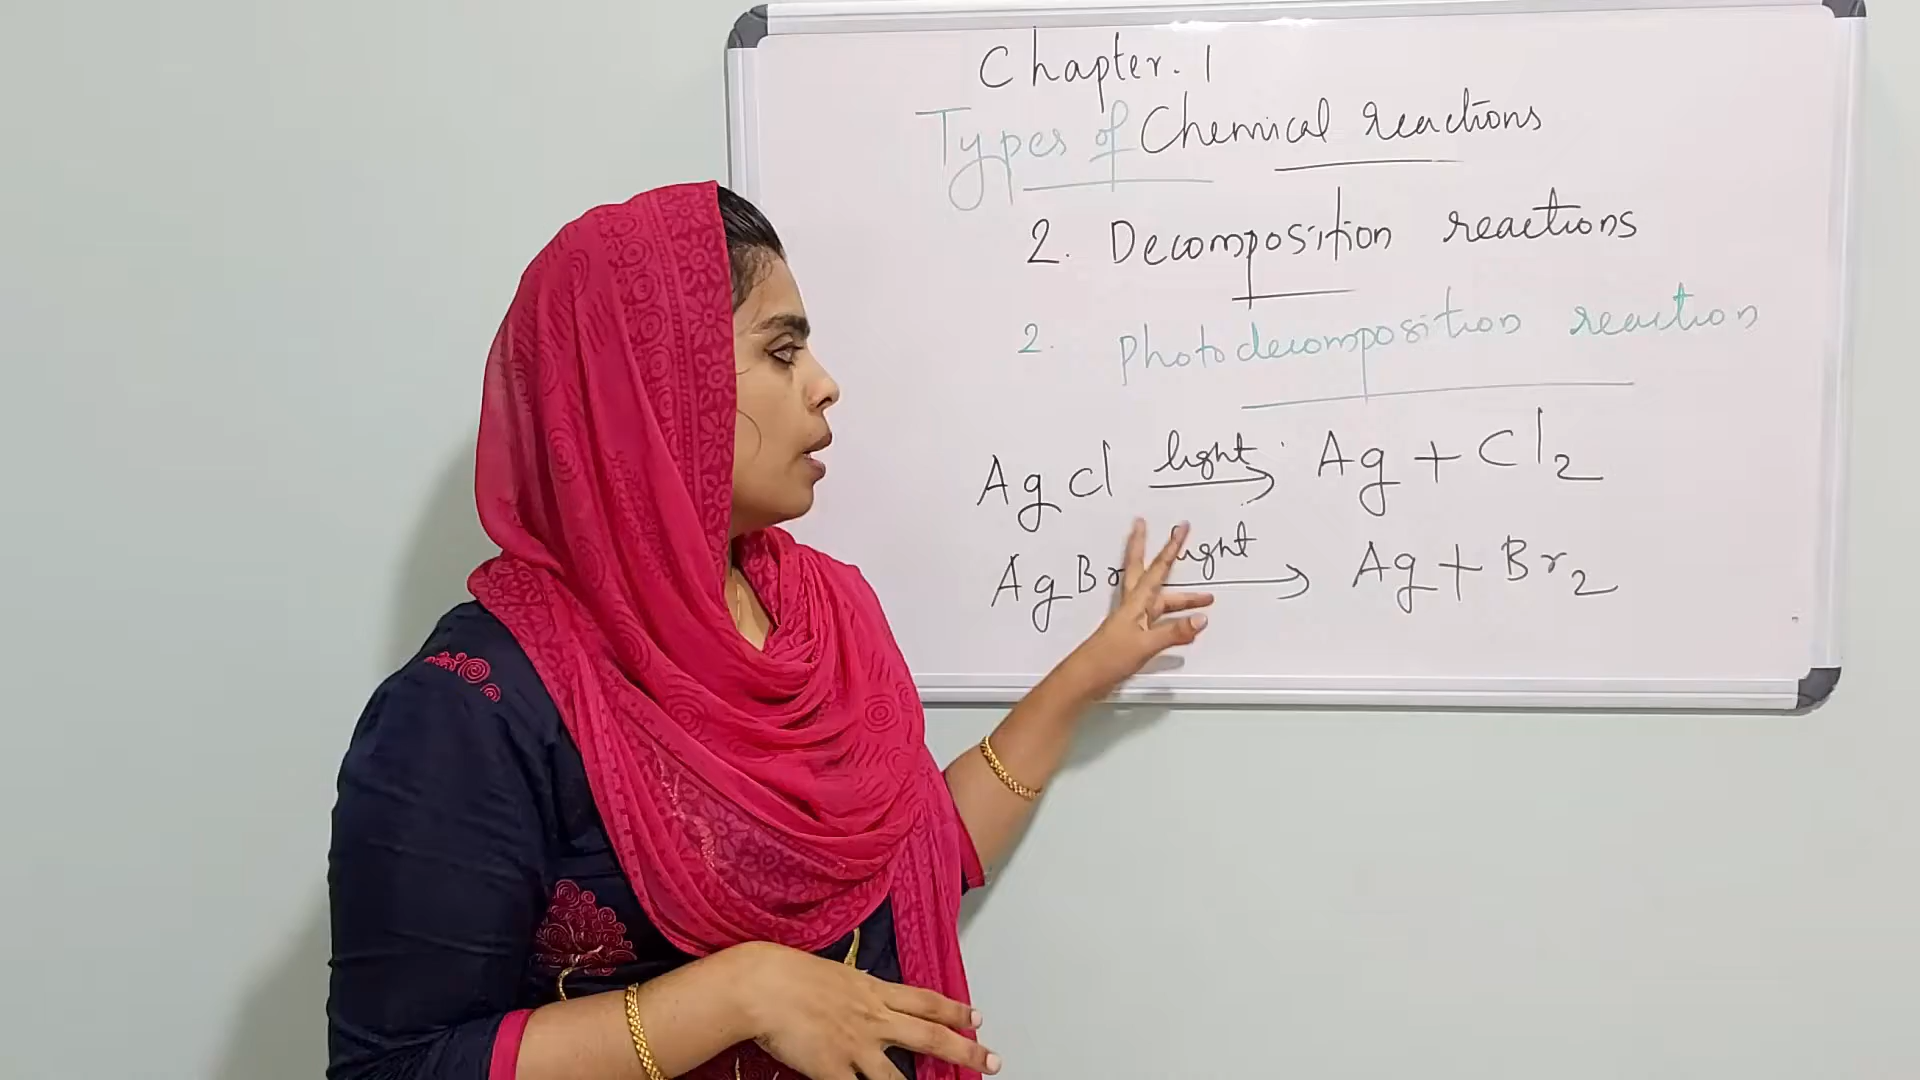 Chapter. 1
Types of Chemical reactions
2. Decomposition reactions
2. Photodecomposition reaction
AgCl light → Ag + Cl2
AgBr light → Ag + Br2